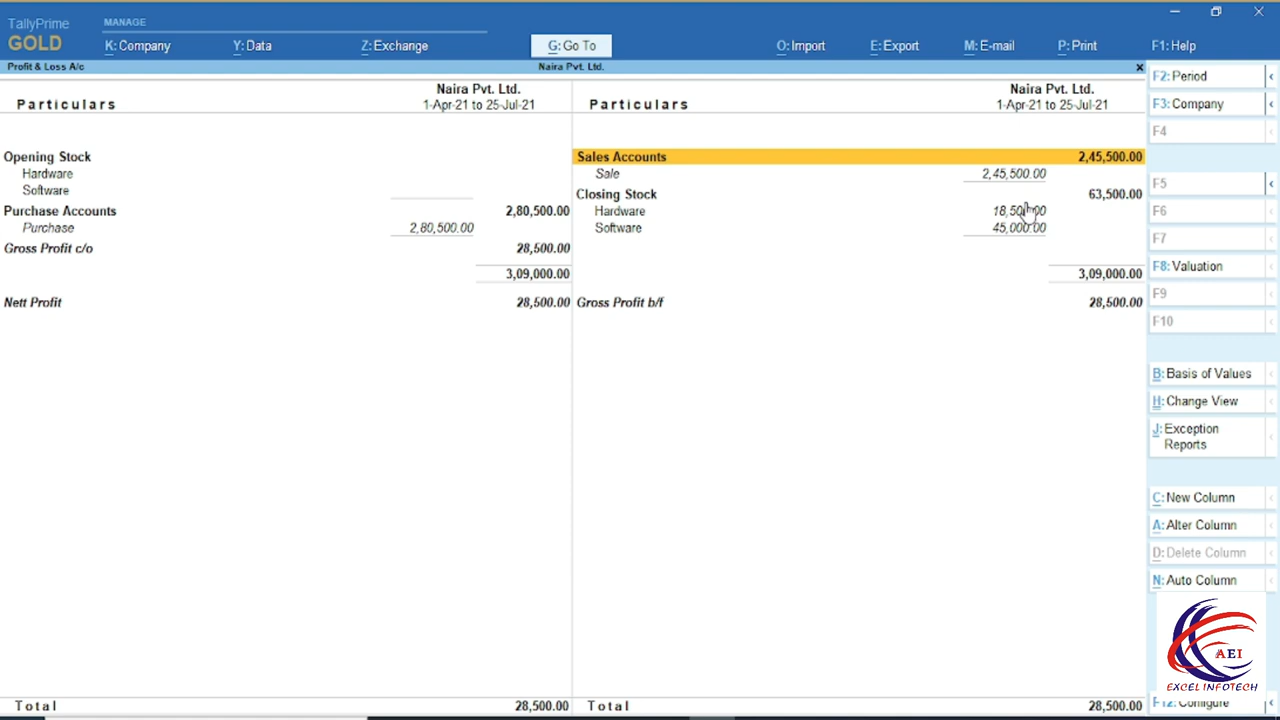 TallyPrime
GOLD
MANAGE
K: Company
Y: Data
Z: Exchange
G: Go To
O: Import
E: Export
M: E-mail
P: Print
F1: Help
Profit & Loss A/c
Naira Pvt. Ltd.
Particulars
Naira Pvt. Ltd.
1-Apr-21 to 25-Jul-21
Opening Stock
Hardware
Software
Purchase Accounts 2,80,500.00
Purchase 2,80,500.00
Gross Profit c/o 28,500.00
3,09,000.00
Nett Profit 28,500.00
Total 28,500.00
Particulars
Naira Pvt. Ltd.
1-Apr-21 to 25-Jul-21
Sales Accounts 2,45,500.00
Sale 2,45,500.00
Closing Stock 63,500.00
Hardware 18,500.00
Software 45,000.00
3,09,000.00
Gross Profit b/f 28,500.00
Total 28,500.00
F2: Period
F3: Company
F4
F5
F6
F7
F8: Valuation
F9
F10
B: Basis of Values
H: Change View
J: Exception
Reports
C: New Column
A: Alter Column
D: Delete Column
N: Auto Column
AEI
EXCEL INFOTECH
F12: Configure